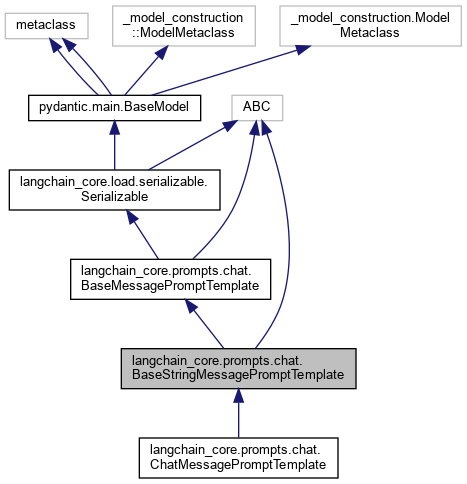 metaclass
_model_construction
::ModelMetaclass
_model_construction.Model
Metaclass
pydantic.main.BaseModel
ABC
langchain_core.load.serializable.
Serializable
langchain_core.prompts.chat.
BaseMessagePromptTemplate
langchain_core.prompts.chat.
BaseStringMessagePromptTemplate
langchain_core.prompts.chat.
ChatMessagePromptTemplate